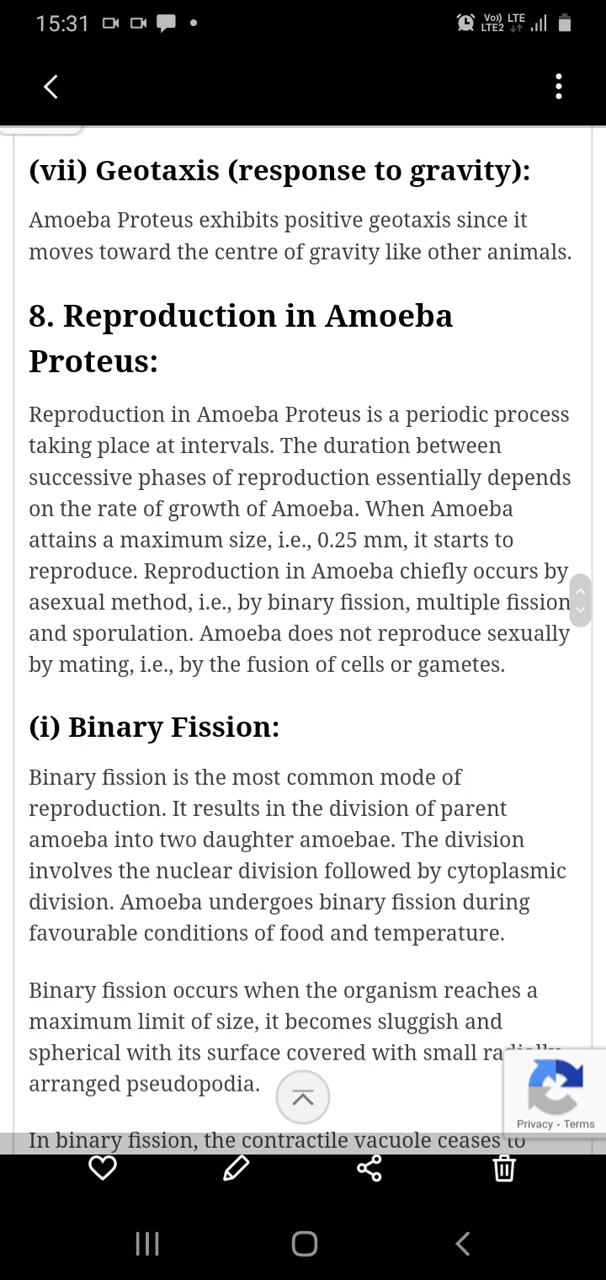 15:31
Vo)) LTE
LTE2
(vii) Geotaxis (response to gravity):
Amoeba Proteus exhibits positive geotaxis since it
moves toward the centre of gravity like other animals.
8. Reproduction in Amoeba
Proteus:
Reproduction in Amoeba Proteus is a periodic process
taking place at intervals. The duration between
successive phases of reproduction essentially depends
on the rate of growth of Amoeba. When Amoeba
attains a maximum size, i.e., 0.25 mm, it starts to
reproduce. Reproduction in Amoeba chiefly occurs by
asexual method, i.e., by binary fission, multiple fission
and sporulation. Amoeba does not reproduce sexually
by mating, i.e., by the fusion of cells or gametes.
(i) Binary Fission:
Binary fission is the most common mode of
reproduction. It results in the division of parent
amoeba into two daughter amoebae. The division
involves the nuclear division followed by cytoplasmic
division. Amoeba undergoes binary fission during
favourable conditions of food and temperature.
Binary fission occurs when the organism reaches a
maximum limit of size, it becomes sluggish and
spherical with its surface covered with small
arranged pseudopodia.
Privacy - Terms
In binary fission, the contractile vacuole ceases to